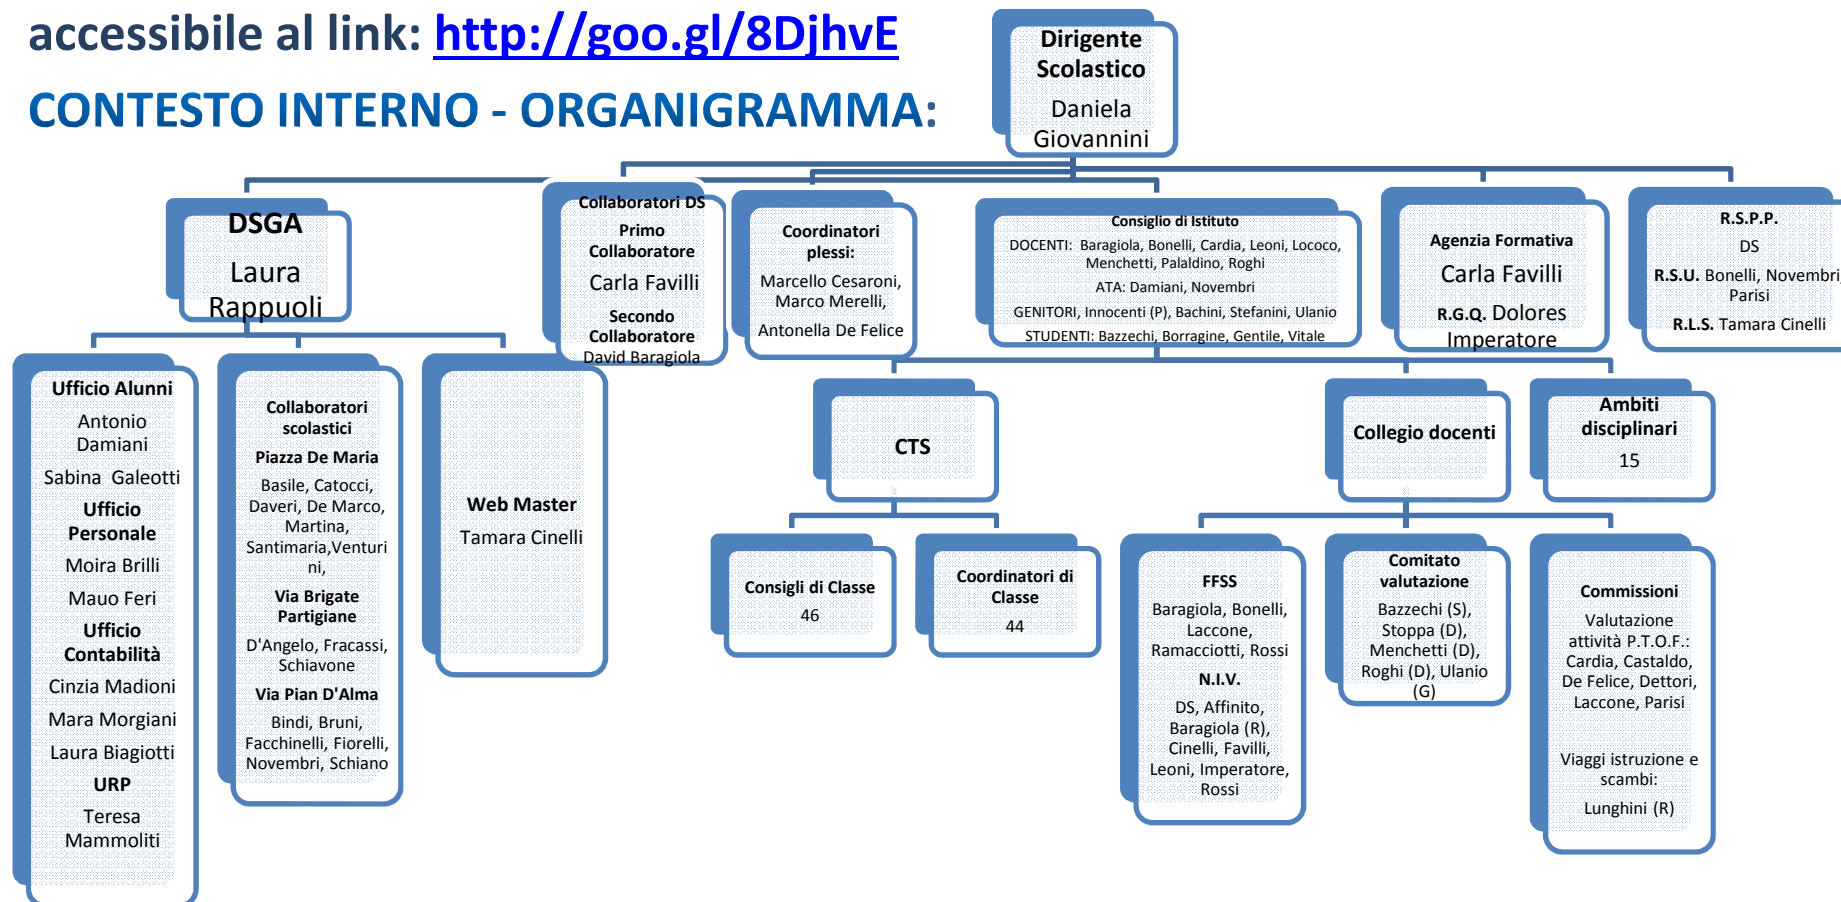 accessibile al link: http://goo.gl/8DjhvE
CONTESTO INTERNO - ORGANIGRAMMA:
Dirigente
Scolastico
Daniela
Giovannini
DSGA
Laura
Rappuoli
Collaboratori DS
Primo
Collaboratore
Carla Favilli
Secondo
Collaboratore
David Baragiola
Coordinatori
plessi:
Marcello Cesaroni,
Marco Merelli,
Antonella De Felice
Consiglio di Istituto
DOCENTI: Baragiola, Bonelli, Cardia, Leoni, Lococo,
Menchetti, Palaldino, Roghi
ATA: Damiani, Novembri
GENITORI, Innocenti (P), Bachini, Stefanini, Ulanio
STUDENTI: Bazzechi, Borragine, Gentile, Vitale
Agenzia Formativa
Carla Favilli
R.G.Q. Dolores
Imperatore
R.S.P.P.
DS
R.S.U. Bonelli, Novembri,
Parisi
R.L.S. Tamara Cinelli
Ufficio Alunni
Antonio
Damiani
Sabina Galeotti
Ufficio
Personale
Moira Brilli
Mauo Feri
Ufficio
Contabilità
Cinzia Madioni
Mara Morgiani
Laura Biagiotti
URP
Teresa
Mammoliti
Collaboratori
scolastici
Piazza De Maria
Basile, Catocci,
Daveri, De Marco,
Martina,
Santimaria,Venturi
ni,
Via Brigate
Partigiane
D'Angelo, Fracassi,
Schiavone
Via Pian D'Alma
Bindi, Bruni,
Facchinelli, Fiorelli,
Novembri, Schiano
Web Master
Tamara Cinelli
CTS
Collegio docenti
Ambiti
disciplinari
15
Consigli di Classe
46
Coordinatori di
Classe
44
FFSS
Baragiola, Bonelli,
Laccone,
Ramacciotti, Rossi
N.I.V.
DS, Affinito,
Baragiola (R),
Cinelli, Favilli,
Leoni, Imperatore,
Rossi
Comitato
valutazione
Bazzechi (S),
Stoppa (D),
Menchetti (D),
Roghi (D), Ulanio
(G)
Commissioni
Valutazione
attività P.T.O.F.:
Cardia, Castaldo,
De Felice, Dettori,
Laccone, Parisi
Viaggi istruzione e
scambi:
Lunghini (R)